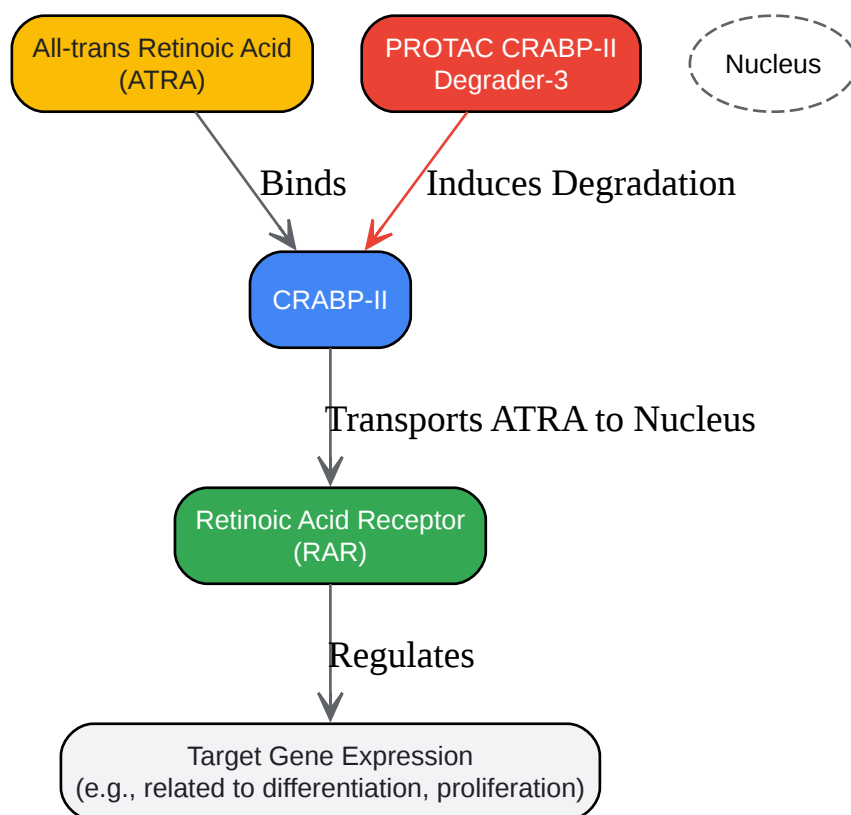 All-trans Retinoic Acid
(ATRA)
PROTAC CRABP-II
Degrader-3
Nucleus
Binds
Induces Degradation
CRABP-II
Transports ATRA to Nucleus
Retinoic Acid Receptor
(RAR)
Regulates
Target Gene Expression
(e.g., related to differentiation, proliferation)